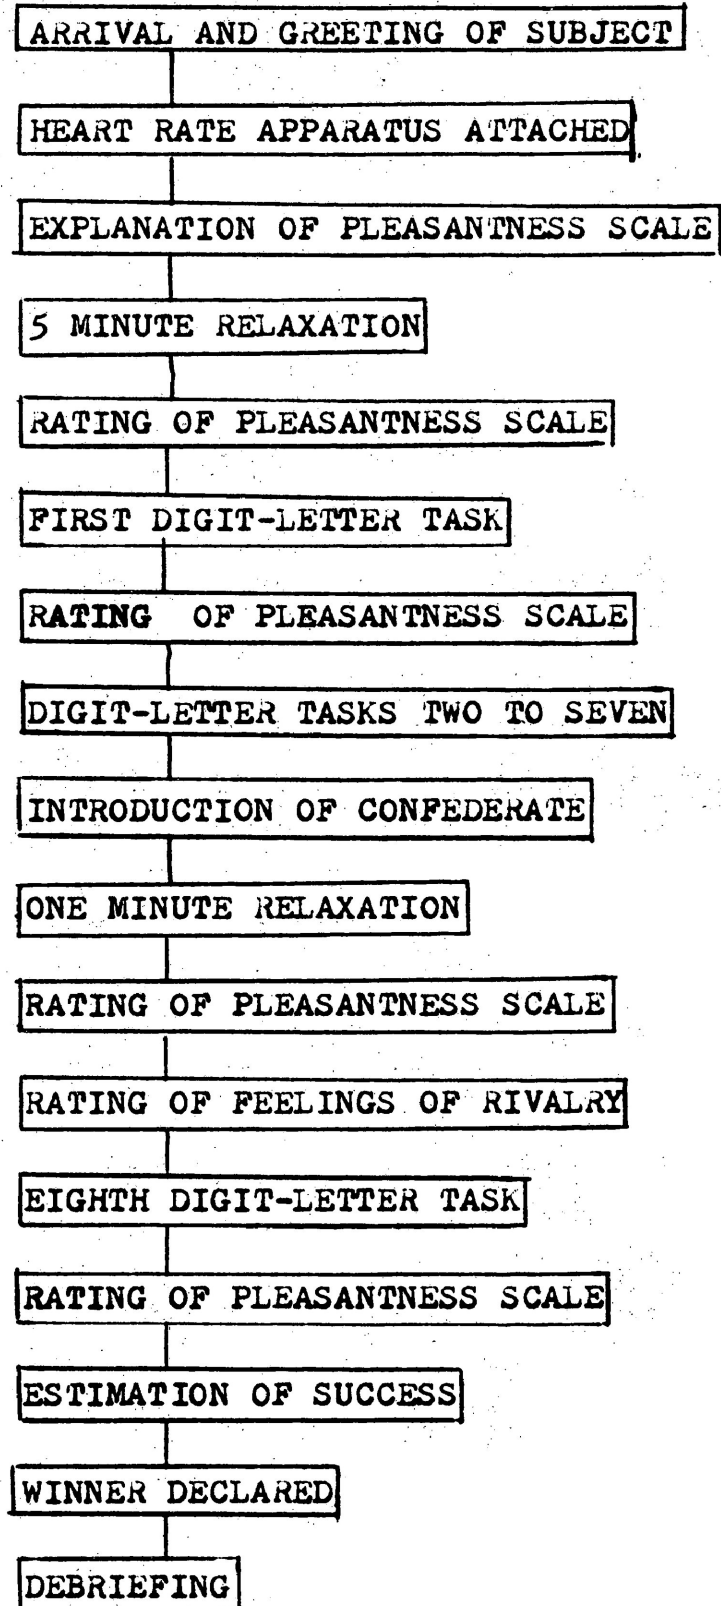 ARRIVAL AND GREETING OF SUBJECT
HEART RATE APPARATUS ATTACHED
EXPLANATION OF PLEASANTNESS SCALE
5 MINUTE RELAXATION
RATING OF PLEASANTNESS SCALE
FIRST DIGIT-LETTER TASK
RATING OF PLEASANTNESS SCALE
DIGIT-LETTER TASKS TWO TO SEVEN
INTRODUCTION OF CONFEDERATE
ONE MINUTE RELAXATION
RATING OF PLEASANTNESS SCALE
RATING OF FEELINGS OF RIVALRY
EIGHTH DIGIT-LETTER TASK
RATING OF PLEASANTNESS SCALE
ESTIMATION OF SUCCESS
WINNER DECLARED
DEBRIEFING